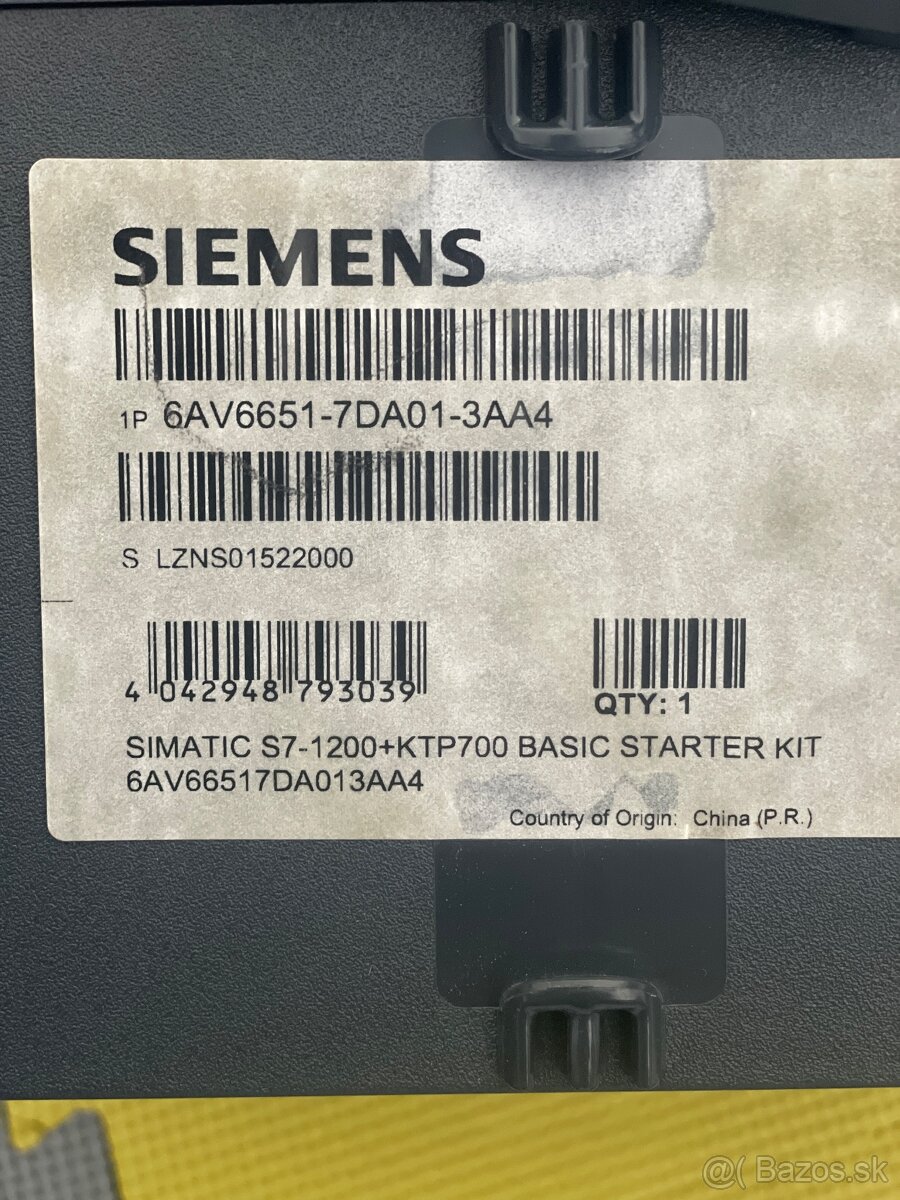 SIEMENS
1P 6AV6651-7DA01-3AA4
S LZNS01522000
4 042948 793039
QTY: 1
SIMATIC S7-1200+KTP700 BASIC STARTER KIT
6AV66517DA013AA4
Country of Origin: China (P.R.)
@( Bazos.sk